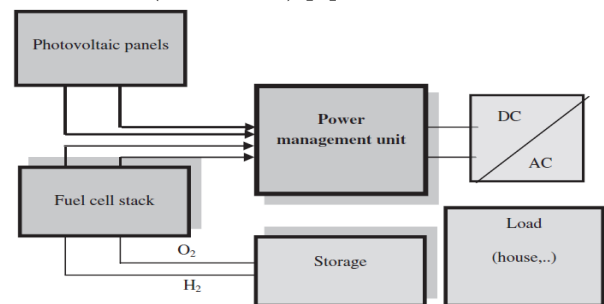 Photovoltaic panels
Power
management unit
DC
AC
Fuel cell stack
O₂
H₂
Storage
Load
(house,..)